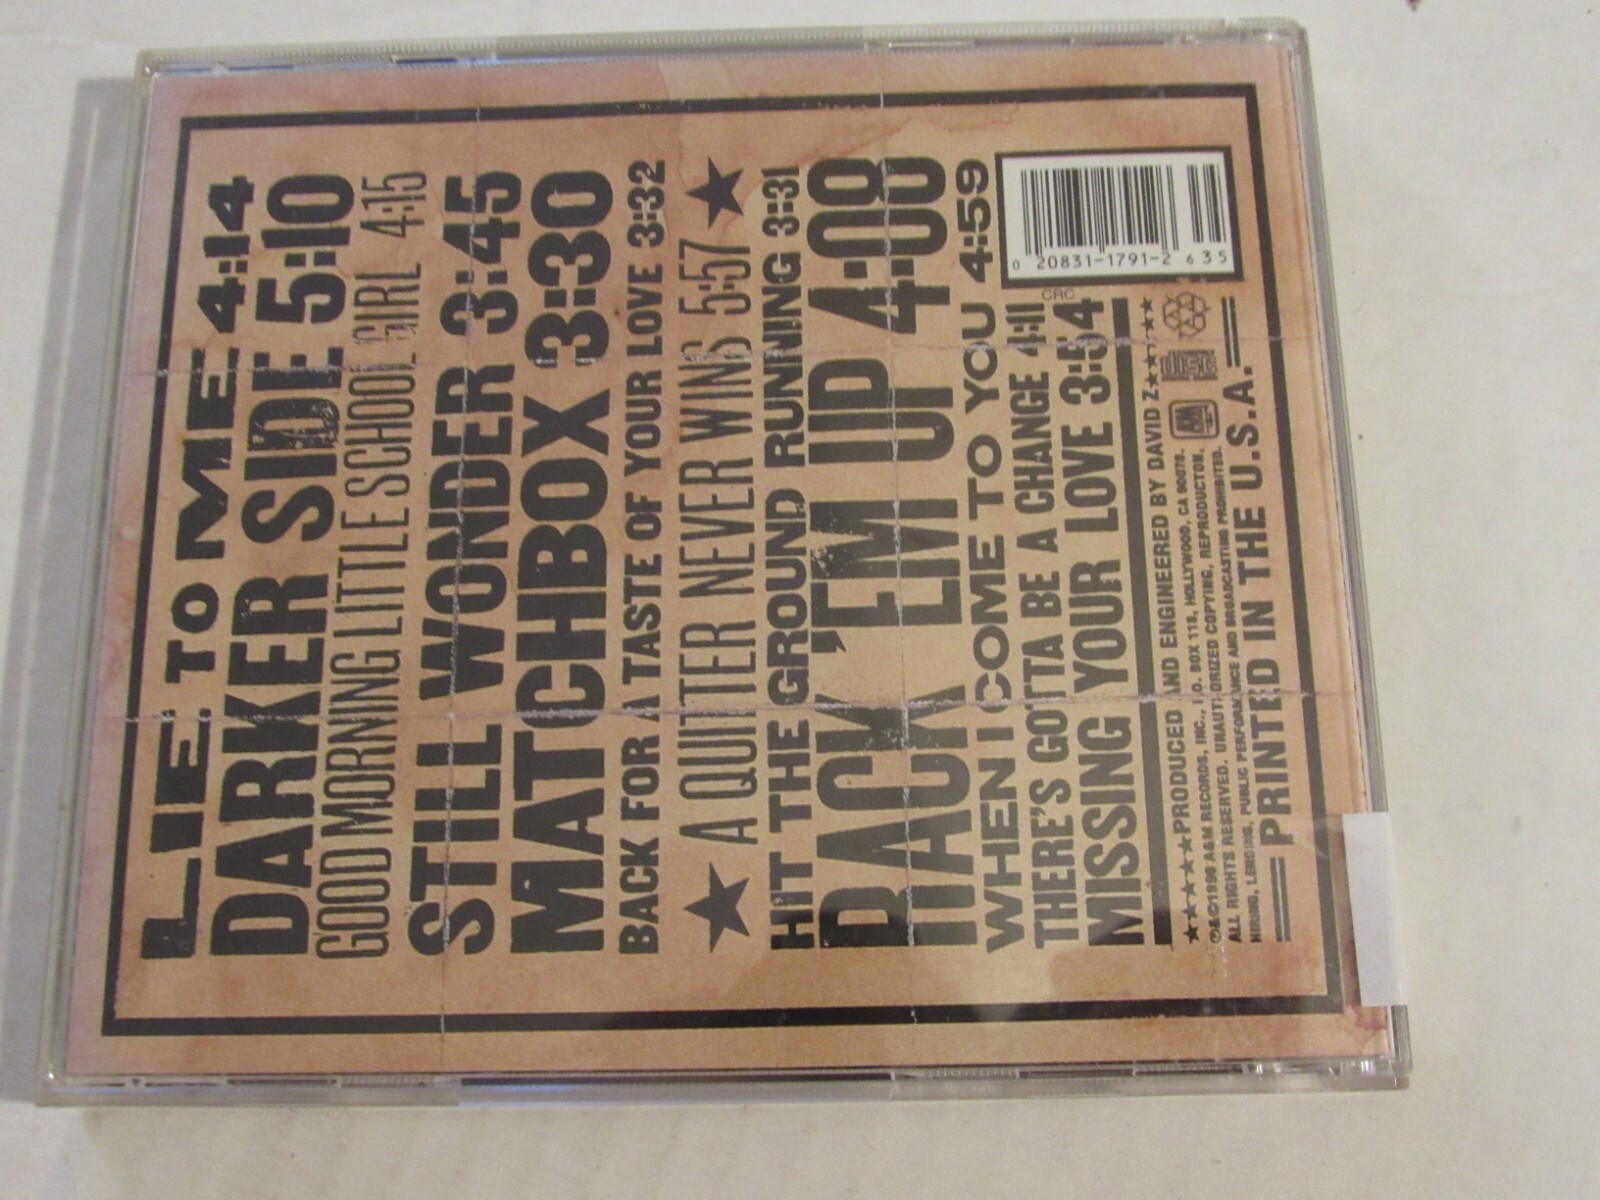 LIE TO ME 4:14
DARKER SIDE 5:10
GOOD MORNING LITTLE SCHOOL GIRL 4:15
STILL WONDER 3:45
MATCHBOX 3:30
BACK FOR A TASTE OF YOUR LOVE 3:32
★ A QUITTER NEVER WINS 5:57 ★
HIT THE GROUND RUNNING 3:31
RACK 'EM UP 4:08
WHEN I COME TO YOU 4:59
THERE'S GOTTA BE A CHANGE 4:11
MISSING YOUR LOVE 3:54
CRC
0 20831-1791-2 635
★★★★★★PRODUCED AND ENGINEERED BY DAVID Z★★★★★★
℗&©1996 A&M RECORDS, INC., P.O. BOX 118, HOLLYWOOD, CA 90078.
ALL RIGHTS RESERVED. UNAUTHORIZED COPYING, REPRODUCTION,
HIRING, LENDING, PUBLIC PERFORMANCE AND BROADCASTING PROHIBITED.
A&M
PRINTED IN THE U.S.A.